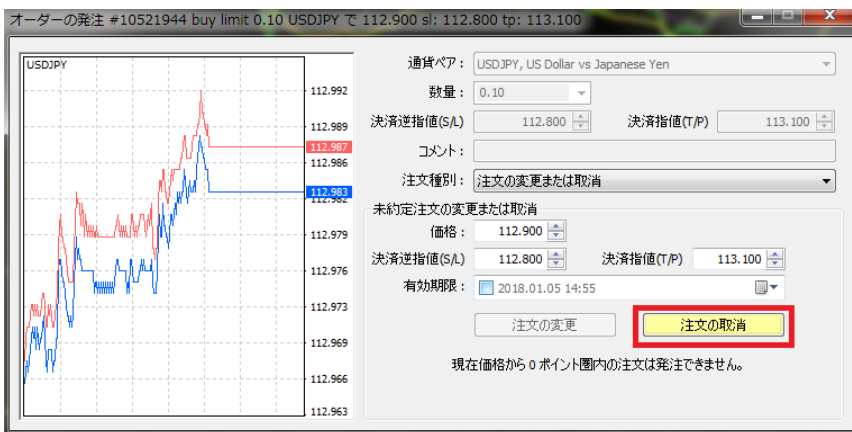 オーダーの発注 #10521944 buy limit 0.10 USDJPY で 112.900 sl: 112.800 tp: 113.100
USDJPY
112.992
112.989
112.987
112.986
112.983
112.982
112.979
112.976
112.973
112.969
112.966
112.963
通貨ペア: USDJPY, US Dollar vs Japanese Yen
数量: 0.10
決済逆指値(S/L) 112.800 決済指値(T/P) 113.100
コメント:
注文種別: 注文の変更または取消
未約定注文の変更または取消
価格: 112.900
決済逆指値(S/L) 112.800 決済指値(T/P) 113.100
有効期限: 2018.01.05 14:55
注文の変更 注文の取消
現在価格から0ポイント圏内の注文は発注できません。